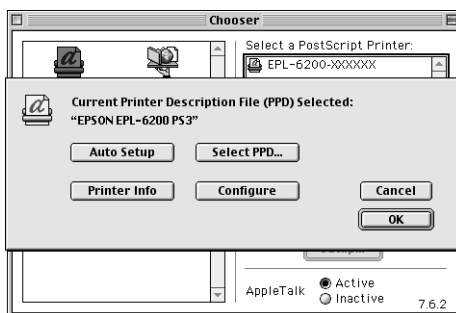 Chooser
Select a PostScript Printer:
EPL-6200-XXXXXX
Current Printer Description File (PPD) Selected:
“EPSON EPL-6200 PS3”
Auto Setup
Select PPD...
Printer Info
Configure
Cancel
OK
AppleTalk
Active
Inactive
7.6.2